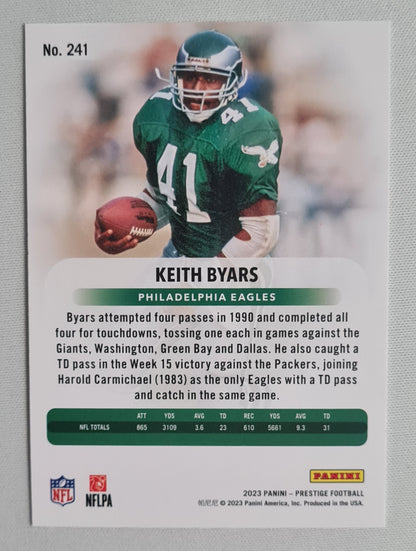 No. 241
EAGLES
41
41
KEITH BYARS
PHILADELPHIA EAGLES
Byars attempted four passes in 1990 and completed all
four for touchdowns, tossing one each in games against the
Giants, Washington, Green Bay and Dallas. He also caught a
TD pass in the Week 15 victory against the Packers, joining
Harold Carmichael (1983) as the only Eagles with a TD pass
and catch in the same game.
ATT YDS AVG TD REC YDS AVG TD
NFL TOTALS 865 3109 3.6 23 610 5661 9.3 31
NFL
NFLPA
PANINI
2023 PANINI – PRESTIGE FOOTBALL
帕尼尼 © 2023 Panini America, Inc. Produced in the USA.